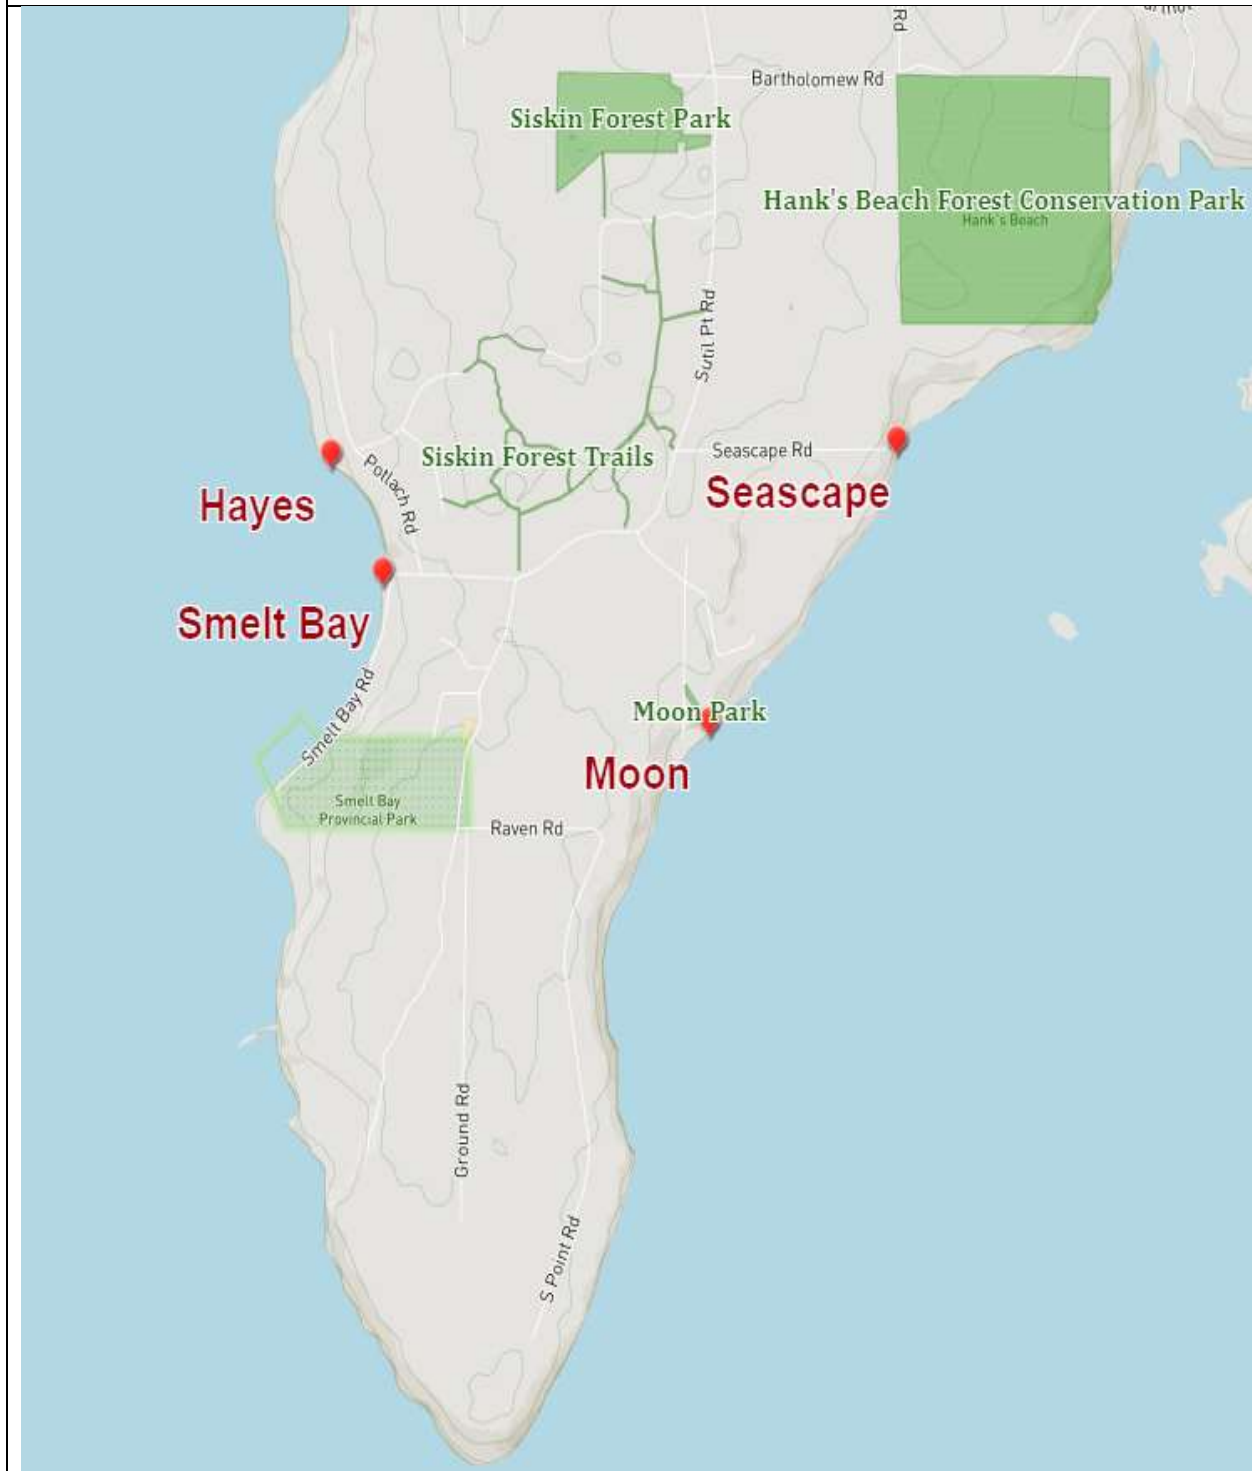 Rd
Bartholomew Rd
Siskin Forest Park
Hank's Beach Forest Conservation Park
Hank's Beach
Sutil Pt Rd
Siskin Forest Trails
Seascape Rd
Potlach Rd
Seascape
Hayes
Smelt Bay
Smelt Bay Rd
Moon Park
Moon
Smelt Bay
Provincial Park
Raven Rd
Ground Rd
S Point Rd